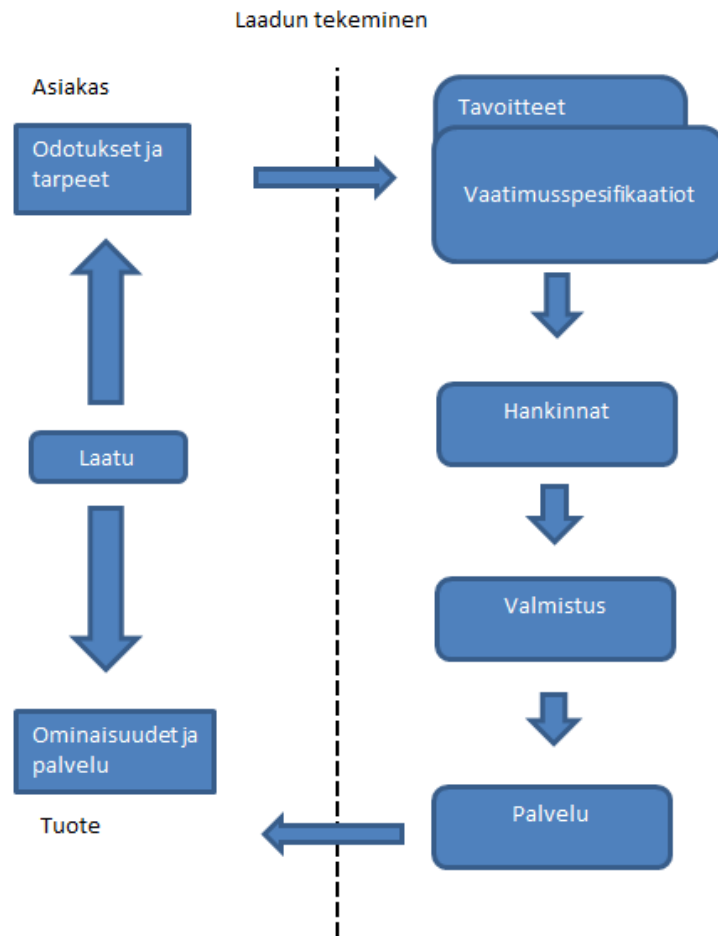 Laadun tekeminen
Asiakas
Odotukset ja
tarpeet
Tavoitteet
Vaatimusspesifikaatiot
Hankinnat
Laatu
Valmistus
Ominaisuudet ja
palvelu
Tuote
Palvelu